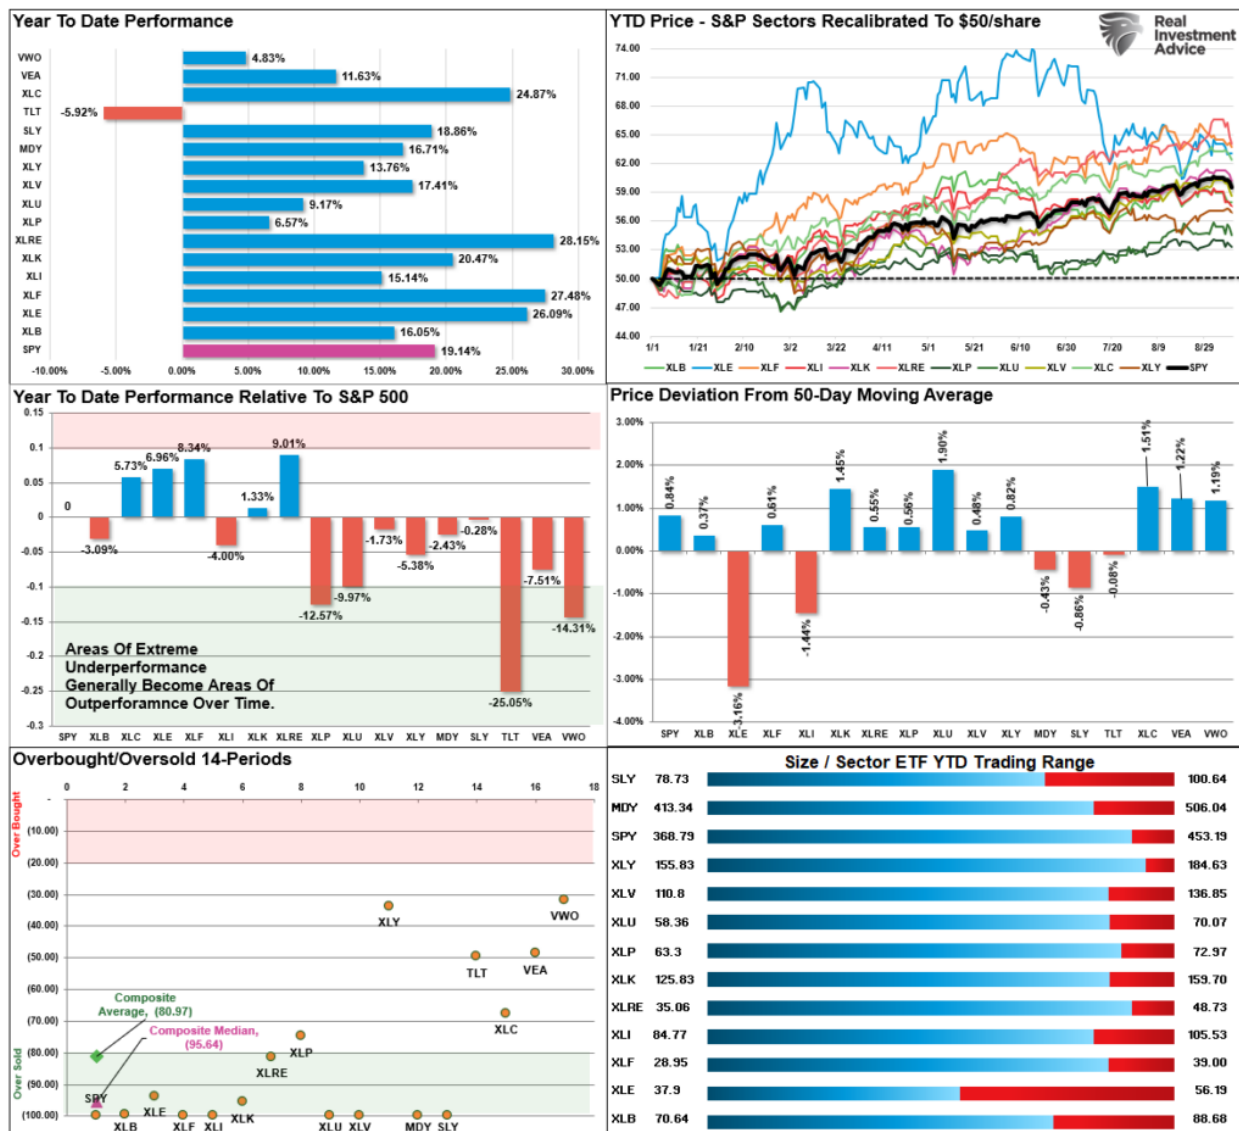 Year To Date Performance
VWO 4.83%
VEA 11.63%
XLC 24.87%
TLT -5.92%
SLY 18.86%
MDY 16.71%
XLY 13.76%
XLV 17.41%
XLU 9.17%
XLP 6.57%
XLRE 28.15%
XLK 20.47%
XLI 15.14%
XLF 27.48%
XLE 26.09%
XLB 16.05%
SPY 19.14%
-10.00% -5.00% 0.00% 5.00% 10.00% 15.00% 20.00% 25.00% 30.00%
YTD Price - S&P Sectors Recalibrated To $50/share
Real
Investment
Advice
74.00
71.00
68.00
65.00
62.00
59.00
56.00
53.00
50.00
47.00
44.00
1/1 1/21 2/10 3/2 3/22 4/11 5/1 5/21 6/10 6/30 7/20 8/9 8/29
XLB XLE XLF XLI XLK XLRE XLP XLU XLV XLC XLY SPY
Year To Date Performance Relative To S&P 500
0.15
0.1
0.05
0
-0.05
-0.1
-0.15
-0.2
-0.25
-0.3
0
-3.09%
5.73%
6.96%
8.34%
-4.00%
1.33%
9.01%
-12.57%
-9.97%
-1.73%
-5.38%
-2.43%
-0.28%
-25.05%
-7.51%
-14.31%
Areas Of Extreme
Underperformance
Generally Become Areas Of
Outperforamnce Over Time.
SPY XLB XLC XLE XLF XLI XLK XLRE XLP XLU XLV XLY MDY SLY TLT VEA VWO
Price Deviation From 50-Day Moving Average
3.00%
2.00%
1.00%
0.00%
-1.00%
-2.00%
-3.00%
-4.00%
0.84%
0.37%
-3.16%
0.61%
-1.44%
1.45%
0.55%
0.56%
1.90%
0.48%
0.82%
-0.43%
-0.86%
-0.08%
1.51%
1.22%
1.19%
SPY XLB XLE XLF XLI XLK XLRE XLP XLU XLV XLY MDY SLY TLT XLC VEA VWO
Overbought/Oversold 14-Periods
0 2 4 6 8 10 12 14 16 18
Over Bought
Over Sold
-
(10.00)
(20.00)
(30.00)
(40.00)
(50.00)
(60.00)
(70.00)
(80.00)
(90.00)
(100.00)
XLY
VWO
TLT
VEA
XLC
Composite
Average, (80.97)
Composite Median,
(95.64)
XLP
XLRE
SPY
XLB
XLE
XLF
XLI
XLK
XLU
XLV
MDY
SLY
Size / Sector ETF YTD Trading Range
SLY 78.73 100.64
MDY 413.34 506.04
SPY 368.79 453.19
XLY 155.83 184.63
XLV 110.8 136.85
XLU 58.36 70.07
XLP 63.3 72.97
XLK 125.83 159.70
XLRE 35.06 48.73
XLI 84.77 105.53
XLF 28.95 39.00
XLE 37.9 56.19
XLB 70.64 88.68